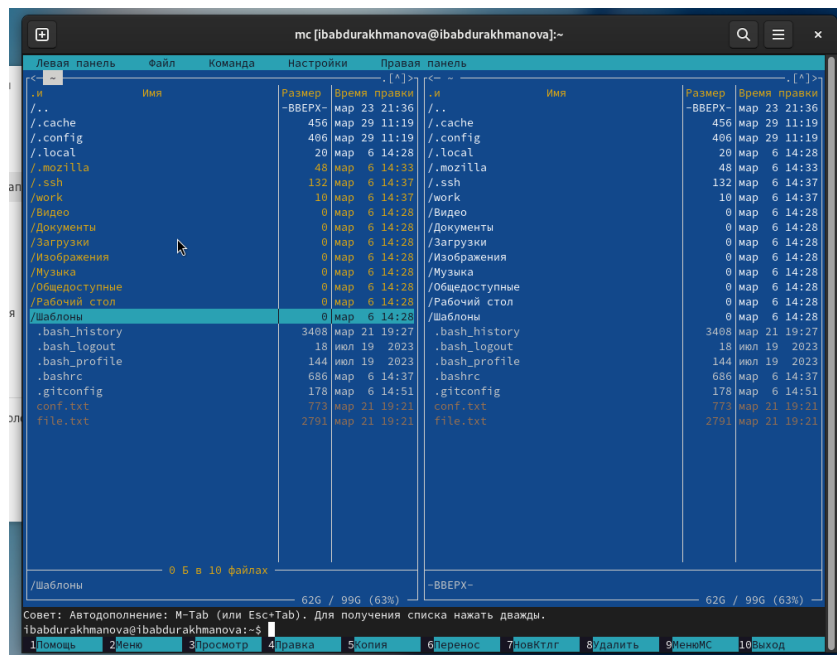 mc [ibabdurakhmanova@ibabdurakhmanova]:~
Левая панель Файл Команда Настройки Правая панель
<- ~ .[^]> <- ~ .[^]>
.и Имя Размер Время правки .и Имя Размер Время правки
/.. -ВВЕРХ- мар 23 21:36 /.. -ВВЕРХ- мар 23 21:36
/.cache 456 мар 29 11:19 /.cache 456 мар 29 11:19
/.config 406 мар 29 11:19 /.config 406 мар 29 11:19
/.local 20 мар 6 14:28 /.local 20 мар 6 14:28
/.mozilla 48 мар 6 14:33 /.mozilla 48 мар 6 14:33
/.ssh 132 мар 6 14:37 /.ssh 132 мар 6 14:37
/work 10 мар 6 14:37 /work 10 мар 6 14:37
/Видео 0 мар 6 14:28 /Видео 0 мар 6 14:28
/Документы 0 мар 6 14:28 /Документы 0 мар 6 14:28
/Загрузки 0 мар 6 14:28 /Загрузки 0 мар 6 14:28
/Изображения 0 мар 6 14:28 /Изображения 0 мар 6 14:28
/Музыка 0 мар 6 14:28 /Музыка 0 мар 6 14:28
/Общедоступные 0 мар 6 14:28 /Общедоступные 0 мар 6 14:28
/Рабочий стол 0 мар 6 14:28 /Рабочий стол 0 мар 6 14:28
/Шаблоны 0 мар 6 14:28 /Шаблоны 0 мар 6 14:28
.bash_history 3408 мар 21 19:27 .bash_history 3408 мар 21 19:27
.bash_logout 18 июл 19 2023 .bash_logout 18 июл 19 2023
.bash_profile 144 июл 19 2023 .bash_profile 144 июл 19 2023
.bashrc 686 мар 6 14:37 .bashrc 686 мар 6 14:37
.gitconfig 178 мар 6 14:51 .gitconfig 178 мар 6 14:51
conf.txt 773 мар 21 19:21 conf.txt 773 мар 21 19:21
file.txt 2791 мар 21 19:21 file.txt 2791 мар 21 19:21
0 Б в 10 файлах
/Шаблоны -ВВЕРХ-
62G / 99G (63%) 62G / 99G (63%)
Совет: Автодополнение: M-Tab (или Esc+Tab). Для получения списка нажать дважды.
ibabdurakhmanova@ibabdurakhmanova:~$
1Помощь 2Меню 3Просмотр 4Правка 5Копия 6Перенос 7НовКтлг 8Удалить 9МенюМС 10Выход